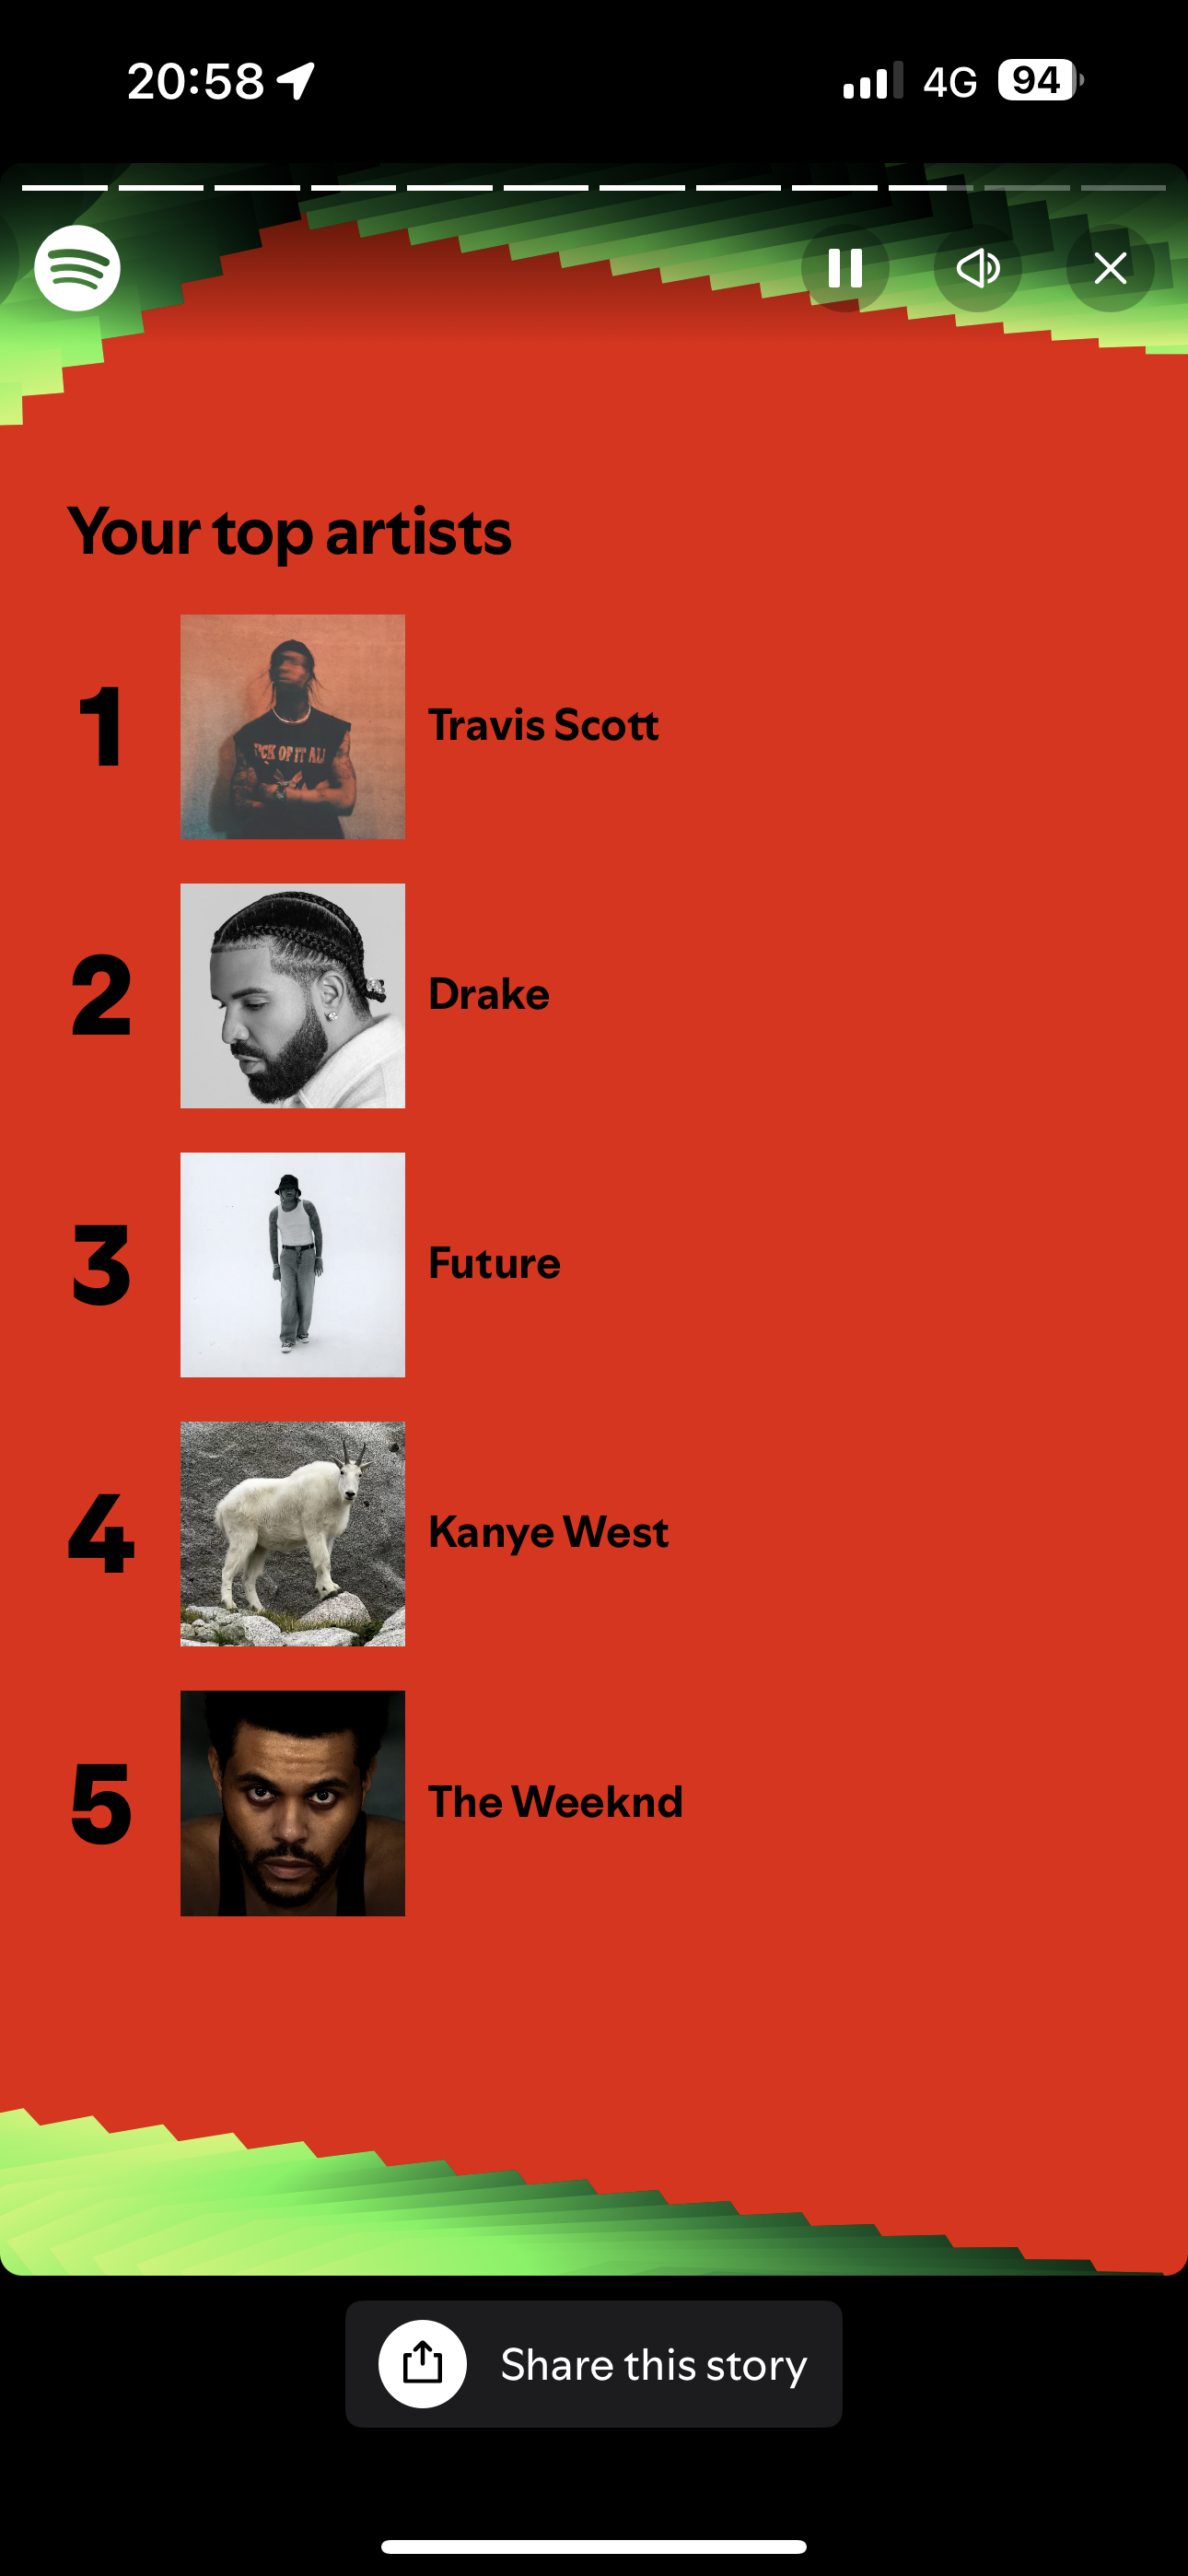 20:58
4G 94
Your top artists
1 Travis Scott
2 Drake
3 Future
4 Kanye West
5 The Weeknd
Share this story